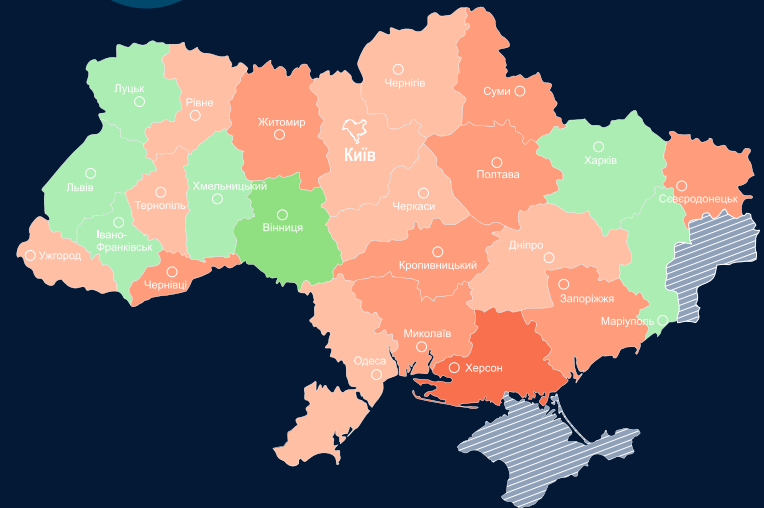 Чернігів
Луцьк
Суми
Рівне
Житомир
Київ
Харків
Полтава
Львів
Хмельницький
Сєвєродонецьк
Тернопіль
Черкаси
Вінниця
Івано-
Франківськ
Дніпро
Ужгород
Кропивницький
Чернівці
Запоріжжя
Маріуполь
Миколаїв
Одеса
Херсон